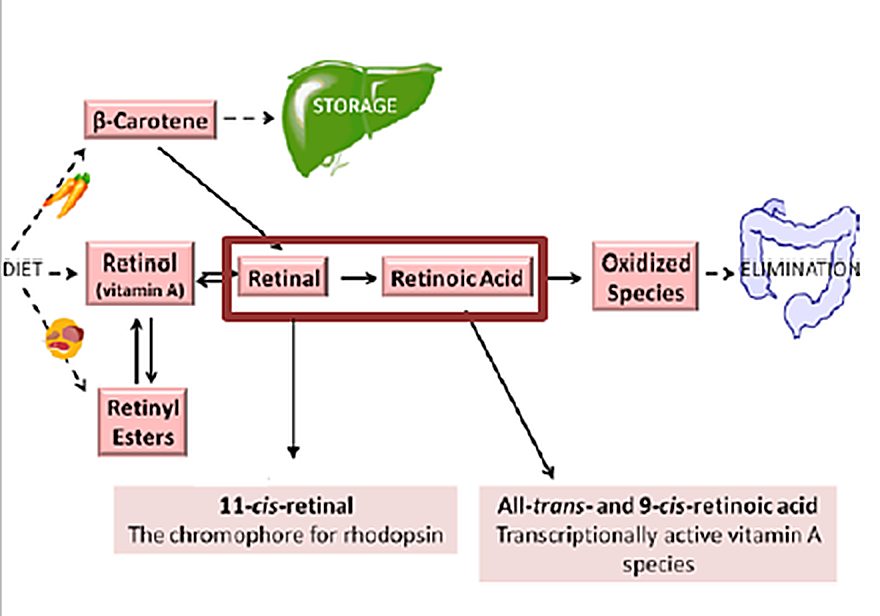 STORAGE
β-Carotene
DIET
Retinol
(vitamin A)
Retinal
Retinoic Acid
Oxidized
Species
ELIMINATION
Retinyl
Esters
11-cis-retinal
The chromophore for rhodopsin
All-trans- and 9-cis-retinoic acid
Transcriptionally active vitamin A
species